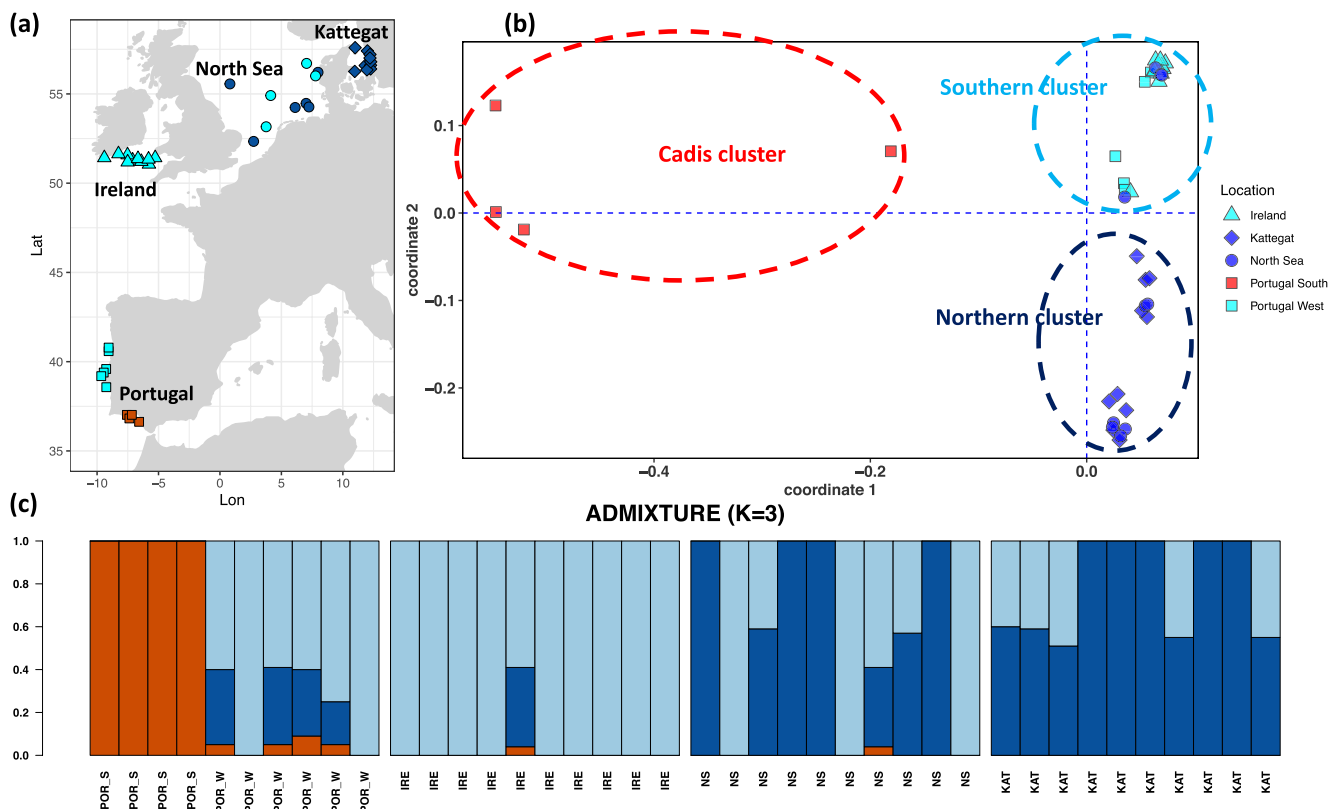 (a)
Kattegat
North Sea
Ireland
Portugal
55
50
45
40
35
Lat
−10
−5
0
5
10
Lon
(b)
Southern cluster
Cadis cluster
Northern cluster
0.1
0.0
−0.1
−0.2
coordinate 2
−0.4
−0.2
0.0
coordinate 1
Location
Ireland
Kattegat
North Sea
Portugal South
Portugal West
(c)
ADMIXTURE (K=3)
1.0
0.8
0.6
0.4
0.2
0.0
POR_S
POR_S
POR_S
POR_S
POR_W
POR_W
POR_W
POR_W
POR_W
POR_W
IRE
IRE
IRE
IRE
IRE
IRE
IRE
IRE
IRE
IRE
NS
NS
NS
NS
NS
NS
NS
NS
NS
NS
KAT
KAT
KAT
KAT
KAT
KAT
KAT
KAT
KAT
KAT